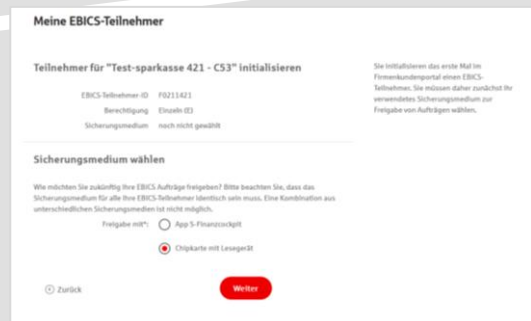 Meine EBICS-Teilnehmer
Teilnehmer für "Test-sparkasse 421 - C53" initialisieren
EBICS-Teilnehmer-ID F0211421
Berechtigung Einzeln (E)
Sicherungsmedium noch nicht gewählt
Sie initialisieren das erste Mal im
Firmenkundenportal einen EBICS-
Teilnehmer. Sie müssen daher zunächst Ihr
verwendetes Sicherungsmedium zur
Freigabe von Aufträgen wählen.
Sicherungsmedium wählen
Wie möchten Sie zukünftig Ihre EBICS Aufträge freigeben? Bitte beachten Sie, dass das
Sicherungsmedium für alle Ihre EBICS-Teilnehmer identisch sein muss. Eine Kombination aus
unterschiedlichen Sicherungsmedien ist nicht möglich.
Freigabe mit*: App S-Finanzcockpit
Chipkarte mit Lesegerät
Zurück Weiter